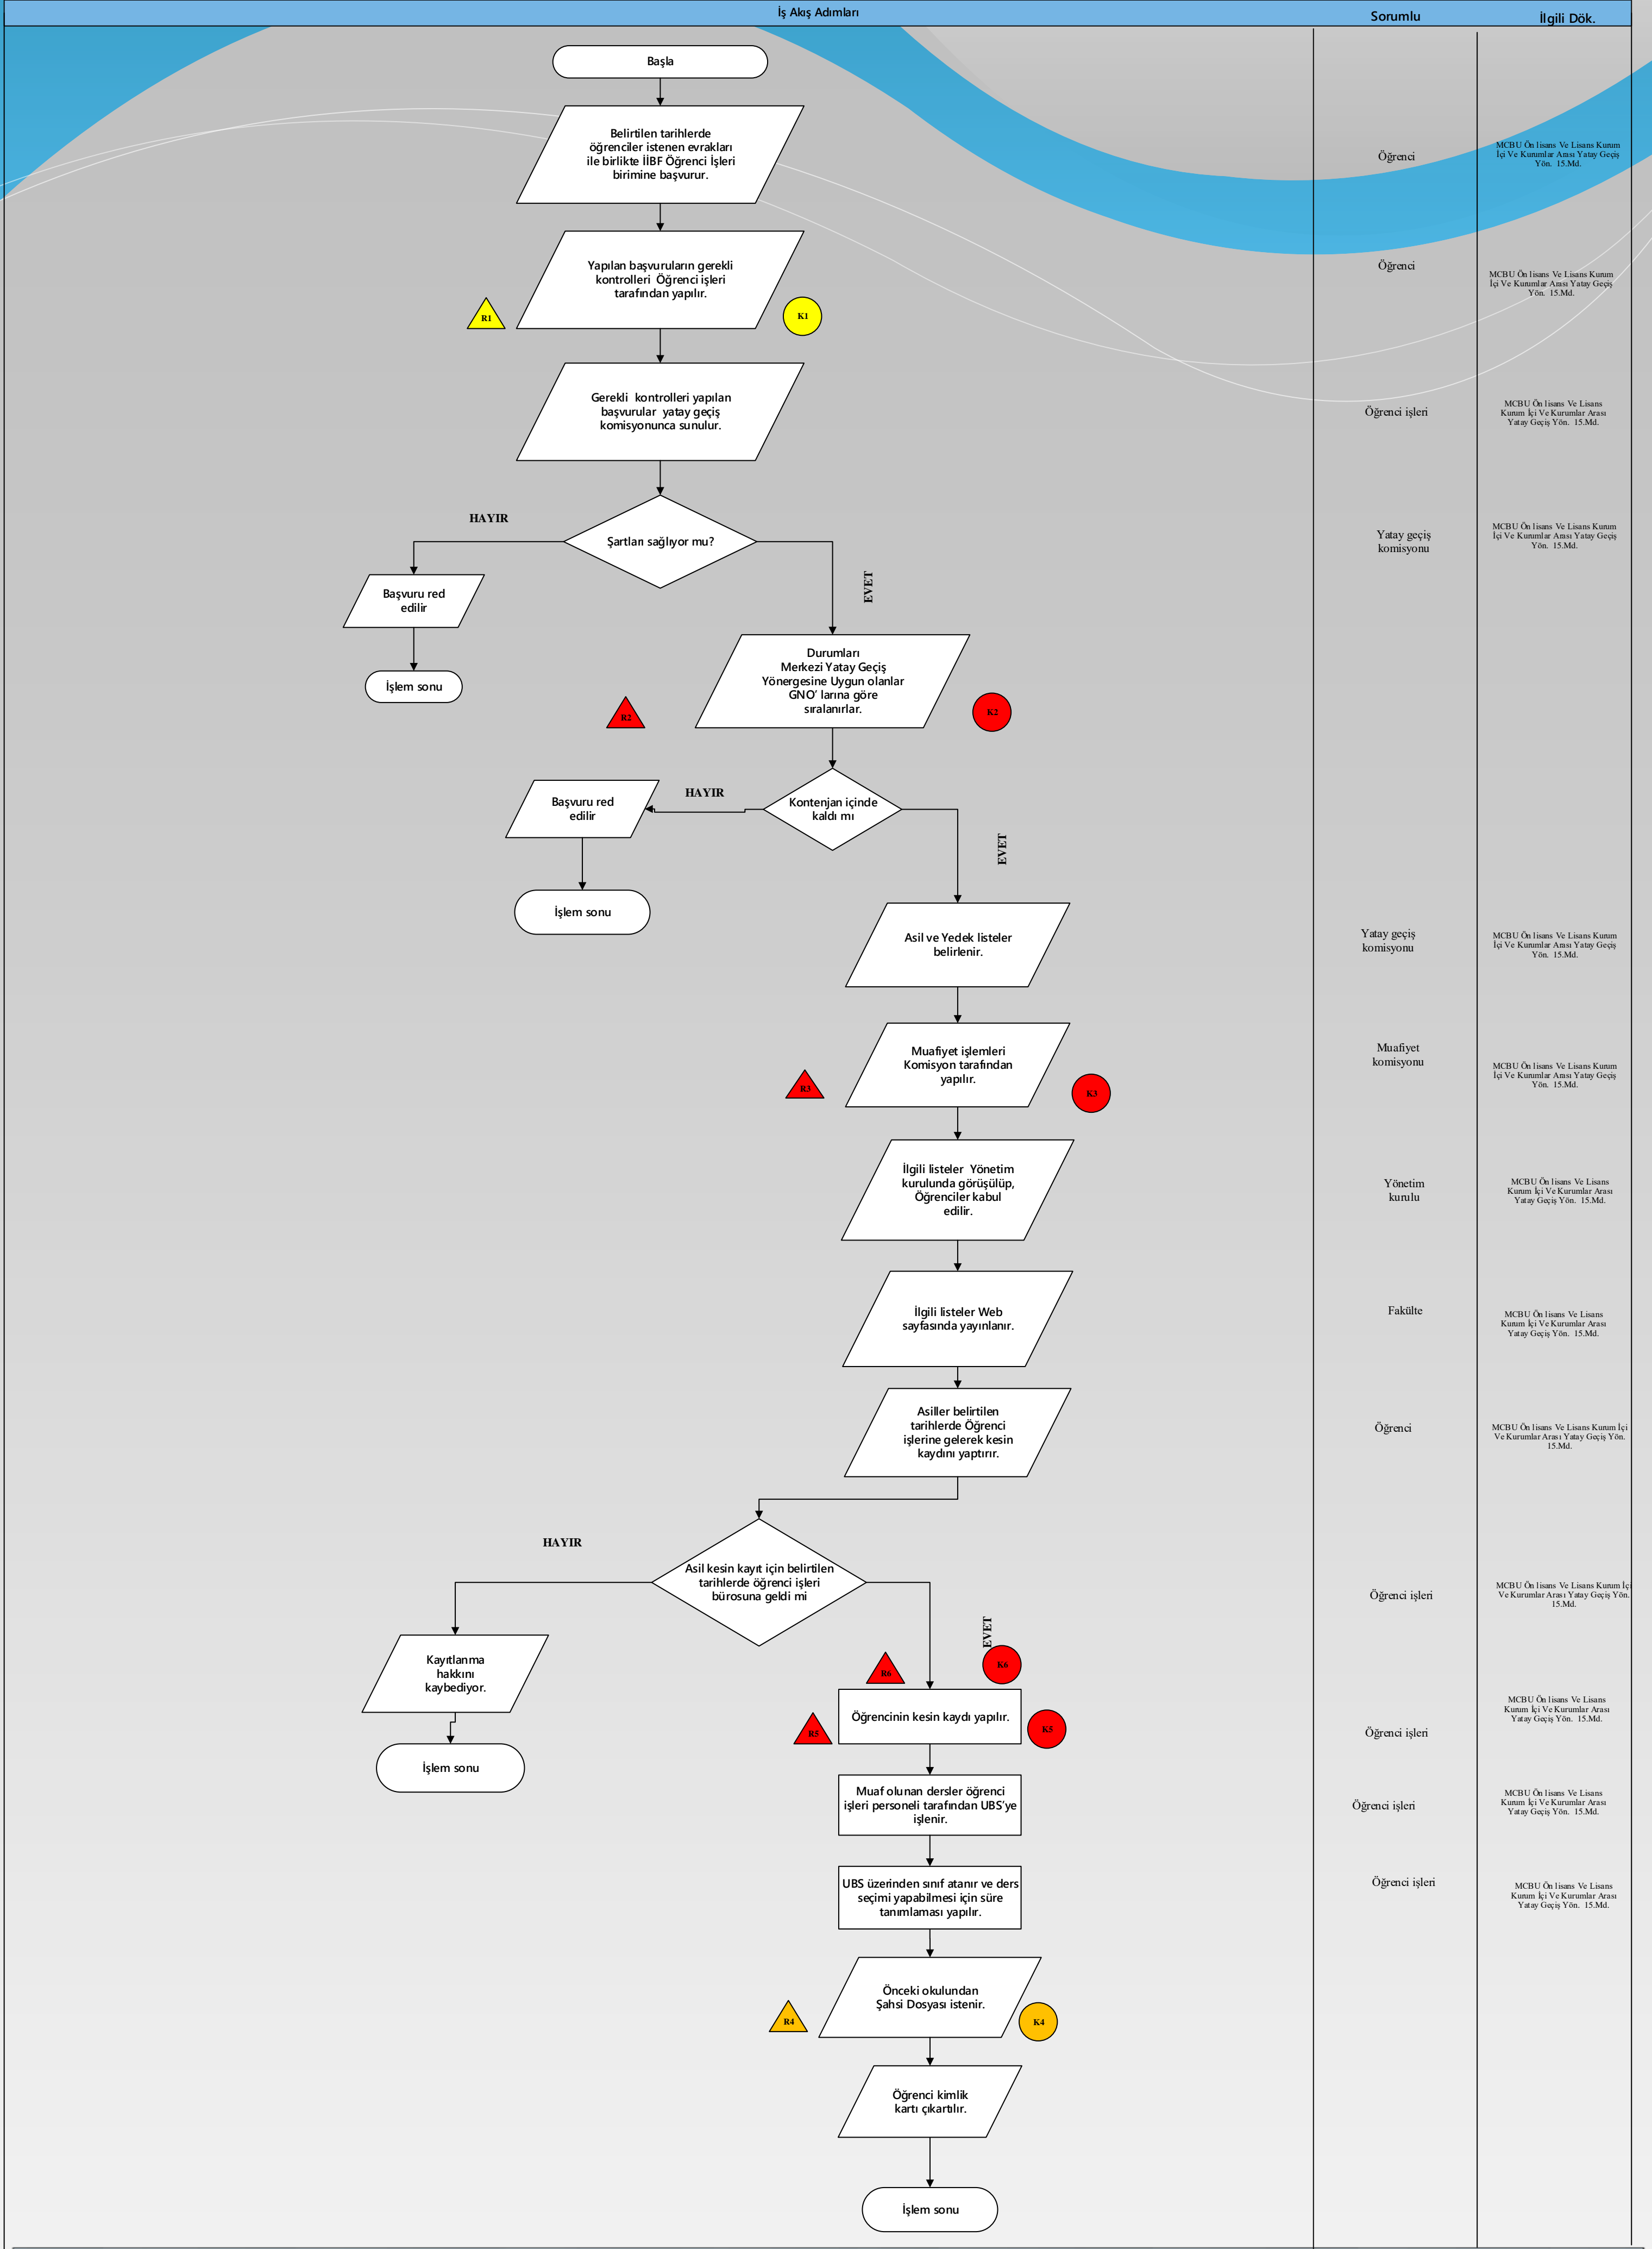 İş Akış Adımları
Sorumlu
İlgili Dök.
Başla
Belirtilen tarihlerde
öğrenciler istenen evrakları
ile birlikte İİBF Öğrenci İşleri
birimine başvurur.
Öğrenci
MCBU Ön lisans Ve Lisans Kurum
İçi Ve Kurumlar Arası Yatay Geçiş
Yön. 15.Md.
Yapılan başvuruların gerekli
kontrolleri Öğrenci işleri
tarafından yapılır.
R1
K1
Öğrenci
MCBU Ön lisans Ve Lisans Kurum
İçi Ve Kurumlar Arası Yatay Geçiş
Yön. 15.Md.
Gerekli kontrolleri yapılan
başvurular yatay geçiş
komisyonunca sunulur.
Öğrenci işleri
MCBU Ön lisans Ve Lisans
Kurum İçi Ve Kurumlar Arası
Yatay Geçiş Yön. 15.Md.
HAYIR
Şartları sağlıyor mu?
EVET
Yatay geçiş
komisyonu
MCBU Ön lisans Ve Lisans Kurum
İçi Ve Kurumlar Arası Yatay Geçiş
Yön. 15.Md.
Başvuru red
edilir
İşlem sonu
Durumları
Merkezi Yatay Geçiş
Yönergesine Uygun olanlar
GNO’ larına göre
sıralanırlar.
R2
K2
Kontenjan içinde
kaldı mı
HAYIR
EVET
Başvuru red
edilir
İşlem sonu
Asil ve Yedek listeler
belirlenir.
Yatay geçiş
komisyonu
MCBU Ön lisans Ve Lisans Kurum
İçi Ve Kurumlar Arası Yatay Geçiş
Yön. 15.Md.
Muafiyet işlemleri
Komisyon tarafından
yapılır.
R3
K3
Muafiyet
komisyonu
MCBU Ön lisans Ve Lisans Kurum
İçi Ve Kurumlar Arası Yatay Geçiş
Yön. 15.Md.
İlgili listeler Yönetim
kurulunda görüşülüp,
Öğrenciler kabul
edilir.
Yönetim
kurulu
MCBU Ön lisans Ve Lisans
Kurum İçi Ve Kurumlar Arası
Yatay Geçiş Yön. 15.Md.
İlgili listeler Web
sayfasında yayınlanır.
Fakülte
MCBU Ön lisans Ve Lisans
Kurum İçi Ve Kurumlar Arası
Yatay Geçiş Yön. 15.Md.
Asiller belirtilen
tarihlerde Öğrenci
işlerine gelerek kesin
kaydını yaptırır.
Öğrenci
MCBU Ön lisans Ve Lisans Kurum İçi
Ve Kurumlar Arası Yatay Geçiş Yön.
15.Md.
HAYIR
Asil kesin kayıt için belirtilen
tarihlerde öğrenci işleri
bürosuna geldi mi
EVET
Öğrenci işleri
MCBU Ön lisans Ve Lisans Kurum İçi
Ve Kurumlar Arası Yatay Geçiş Yön.
15.Md.
Kayıtlanma
hakkını
kaybediyor.
İşlem sonu
R6
K6
Öğrencinin kesin kaydı yapılır.
R5
K5
Öğrenci işleri
MCBU Ön lisans Ve Lisans
Kurum İçi Ve Kurumlar Arası
Yatay Geçiş Yön. 15.Md.
Muaf olunan dersler öğrenci
işleri personeli tarafından UBS’ye
işlenir.
Öğrenci işleri
MCBU Ön lisans Ve Lisans
Kurum İçi Ve Kurumlar Arası
Yatay Geçiş Yön. 15.Md.
UBS üzerinden sınıf atanır ve ders
seçimi yapabilmesi için süre
tanımlaması yapılır.
Öğrenci işleri
MCBU Ön lisans Ve Lisans
Kurum İçi Ve Kurumlar Arası
Yatay Geçiş Yön. 15.Md.
Önceki okulundan
Şahsi Dosyası istenir.
R4
K4
Öğrenci kimlik
kartı çıkartılır.
İşlem sonu